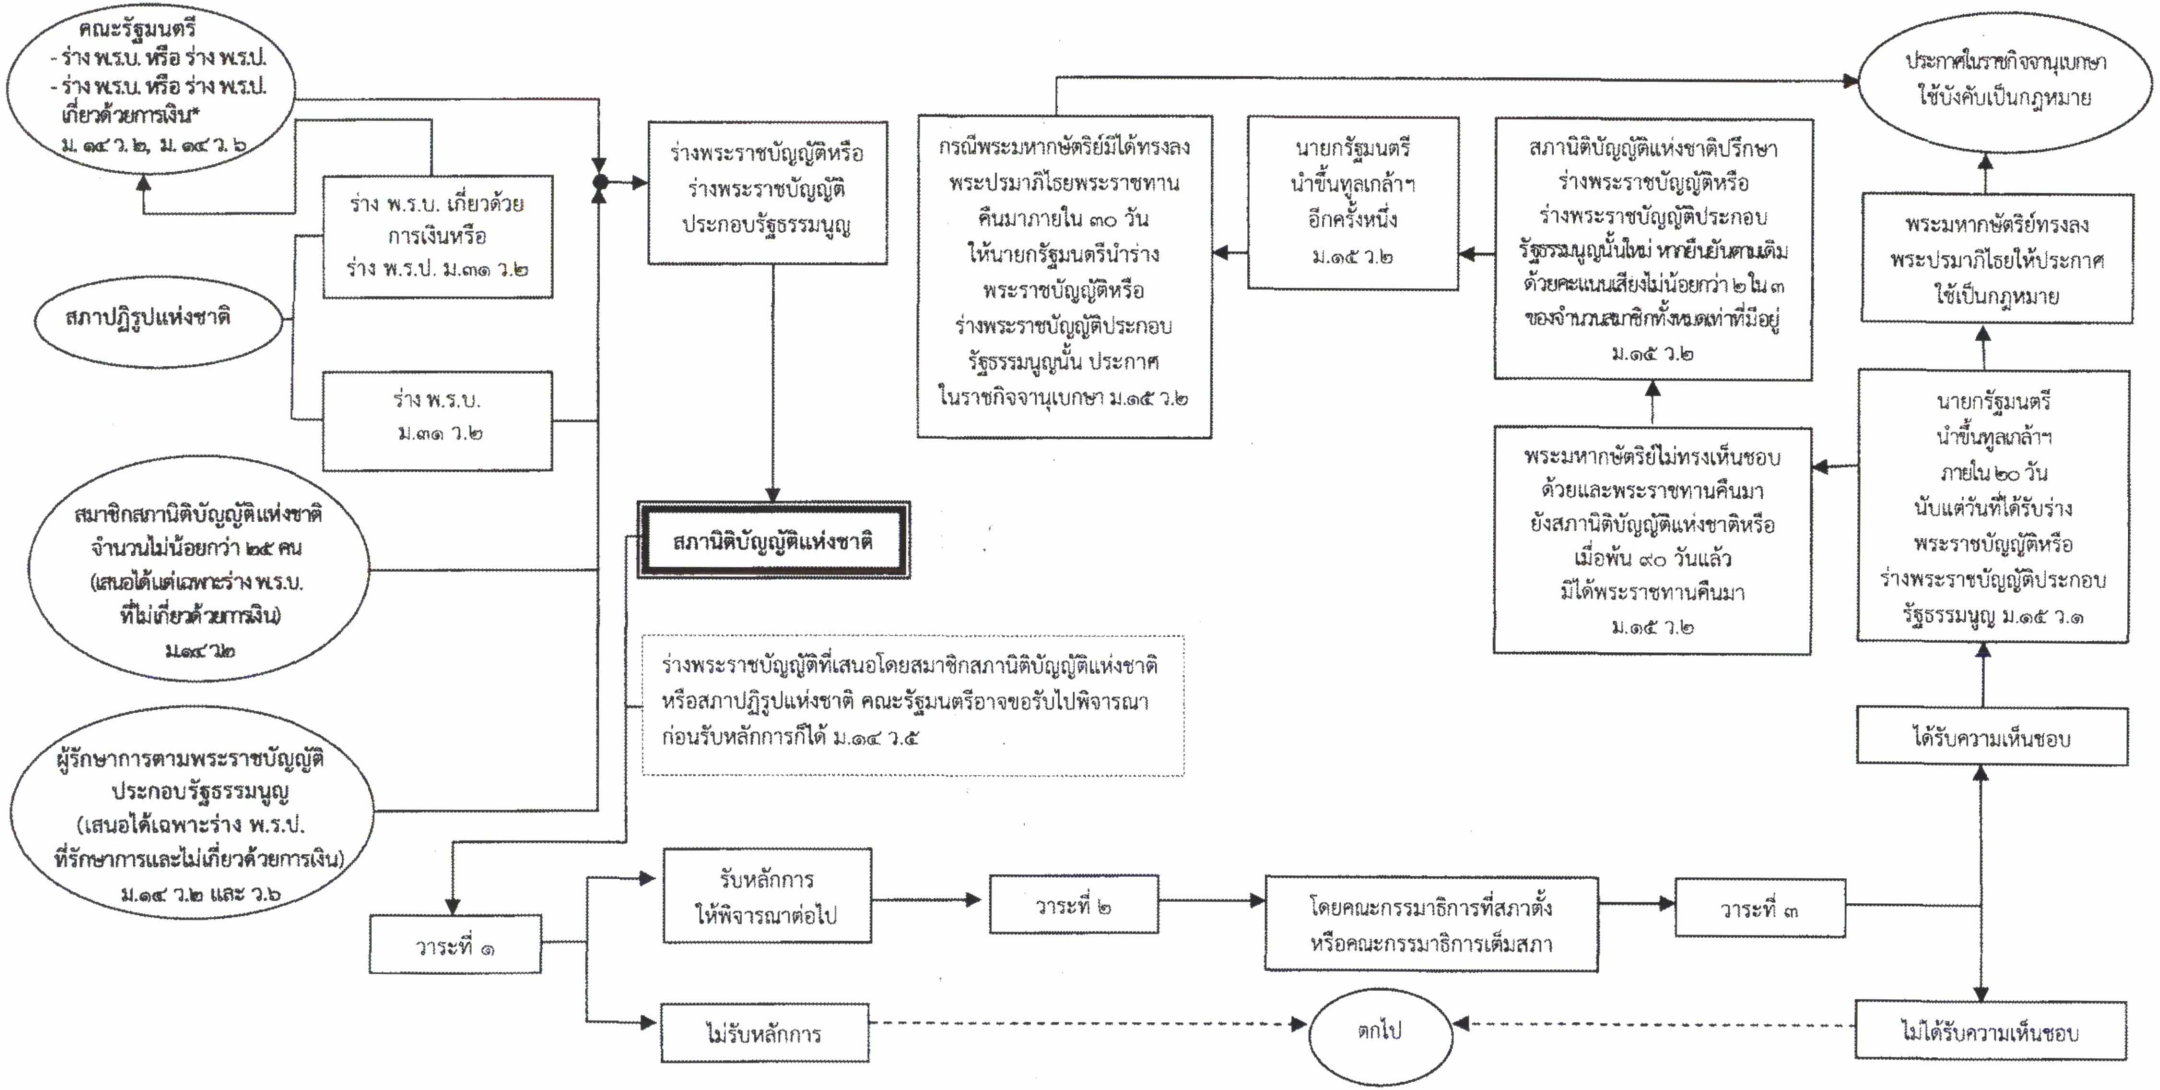 คณะรัฐมนตรี
- ร่าง พ.ร.บ. หรือ ร่าง พ.ร.ป.
- ร่าง พ.ร.บ. หรือ ร่าง พ.ร.ป.
เกี่ยวด้วยการเงิน*
ม. ๑๔ ว. ๒, ม. ๑๔ ว. ๖
ร่าง พ.ร.บ. เกี่ยวด้วย
การเงินหรือ
ร่าง พ.ร.ป. ม.๓๑ ว.๒
สภาปฏิรูปแห่งชาติ
ร่าง พ.ร.บ.
ม.๓๑ ว.๒
สมาชิกสภานิติบัญญัติแห่งชาติ
จำนวนไม่น้อยกว่า ๒๕ คน
(เสนอได้แต่เฉพาะร่าง พ.ร.บ.
ที่ไม่เกี่ยวด้วยการเงิน)
ม.๑๔ ว.๒
ผู้รักษาการตามพระราชบัญญัติ
ประกอบรัฐธรรมนูญ
(เสนอได้เฉพาะร่าง พ.ร.ป.
ที่รักษาการและไม่เกี่ยวด้วยการเงิน)
ม.๑๔ ว.๒ และ ว.๖
ร่างพระราชบัญญัติหรือ
ร่างพระราชบัญญัติ
ประกอบรัฐธรรมนูญ
สภานิติบัญญัติแห่งชาติ
ร่างพระราชบัญญัติที่เสนอโดยสมาชิกสภานิติบัญญัติแห่งชาติ
หรือสภาปฏิรูปแห่งชาติ คณะรัฐมนตรีอาจขอรับไปพิจารณา
ก่อนรับหลักการก็ได้ ม.๑๔ ว.๕
วาระที่ ๑
รับหลักการ
ให้พิจารณาต่อไป
ไม่รับหลักการ
วาระที่ ๒
โดยคณะกรรมาธิการที่สภาตั้ง
หรือคณะกรรมาธิการเต็มสภา
วาระที่ ๓
ตกไป
ไม่ได้รับความเห็นชอบ
ได้รับความเห็นชอบ
นายกรัฐมนตรี
นำขึ้นทูลเกล้าฯ
ภายใน ๒๐ วัน
นับแต่วันที่ได้รับร่าง
พระราชบัญญัติหรือ
ร่างพระราชบัญญัติประกอบ
รัฐธรรมนูญ ม.๑๕ ว.๑
พระมหากษัตริย์ทรงลง
พระปรมาภิไธยให้ประกาศ
ใช้เป็นกฎหมาย
ประกาศในราชกิจจานุเบกษา
ใช้บังคับเป็นกฎหมาย
พระมหากษัตริย์ไม่ทรงเห็นชอบ
ด้วยและพระราชทานคืนมา
ยังสภานิติบัญญัติแห่งชาติหรือ
เมื่อพ้น ๙๐ วันแล้ว
มิได้พระราชทานคืนมา
ม.๑๕ ว.๒
สภานิติบัญญัติแห่งชาติปรึกษา
ร่างพระราชบัญญัติหรือ
ร่างพระราชบัญญัติประกอบ
รัฐธรรมนูญนั้นใหม่ หากยืนยันตามเดิม
ด้วยคะแนนเสียงไม่น้อยกว่า ๒ ใน ๓
ของจำนวนสมาชิกทั้งหมดเท่าที่มีอยู่
ม.๑๕ ว.๒
นายกรัฐมนตรี
นำขึ้นทูลเกล้าฯ
อีกครั้งหนึ่ง
ม.๑๕ ว.๒
กรณีพระมหากษัตริย์มิได้ทรงลง
พระปรมาภิไธยพระราชทาน
คืนมาภายใน ๓๐ วัน
ให้นายกรัฐมนตรีนำร่าง
พระราชบัญญัติหรือ
ร่างพระราชบัญญัติประกอบ
รัฐธรรมนูญนั้น ประกาศ
ในราชกิจจานุเบกษา ม.๑๕ ว.๒